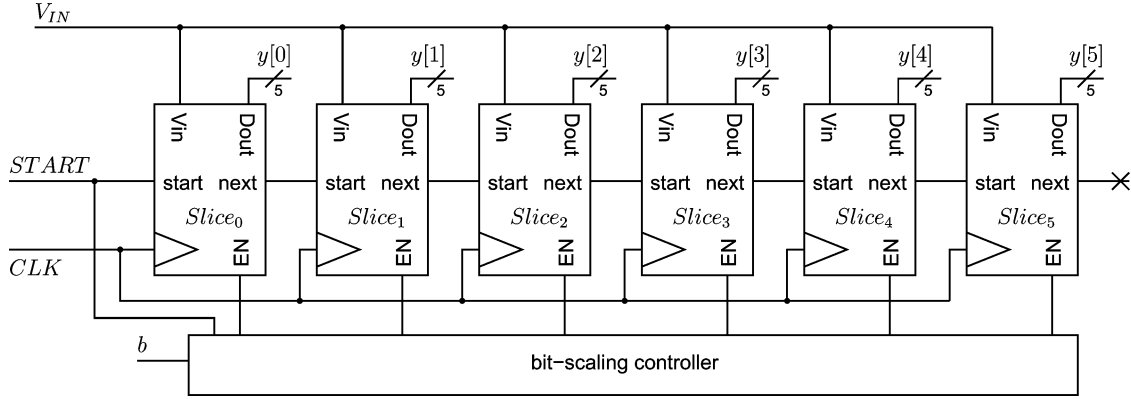 V_IN
y[0] y[1] y[2] y[3] y[4] y[5]
5 5 5 5 5 5
Vin Dout Vin Dout Vin Dout Vin Dout Vin Dout Vin Dout
START
start next start next start next start next start next start next
Slice_0 Slice_1 Slice_2 Slice_3 Slice_4 Slice_5
CLK
EN EN EN EN EN EN
b
bit-scaling controller